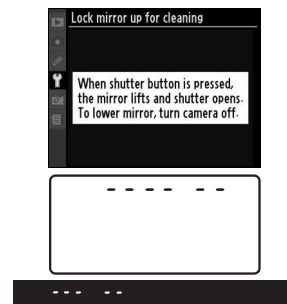 Lock mirror up for cleaning
When shutter button is pressed,
the mirror lifts and shutter opens.
To lower mirror, turn camera off.